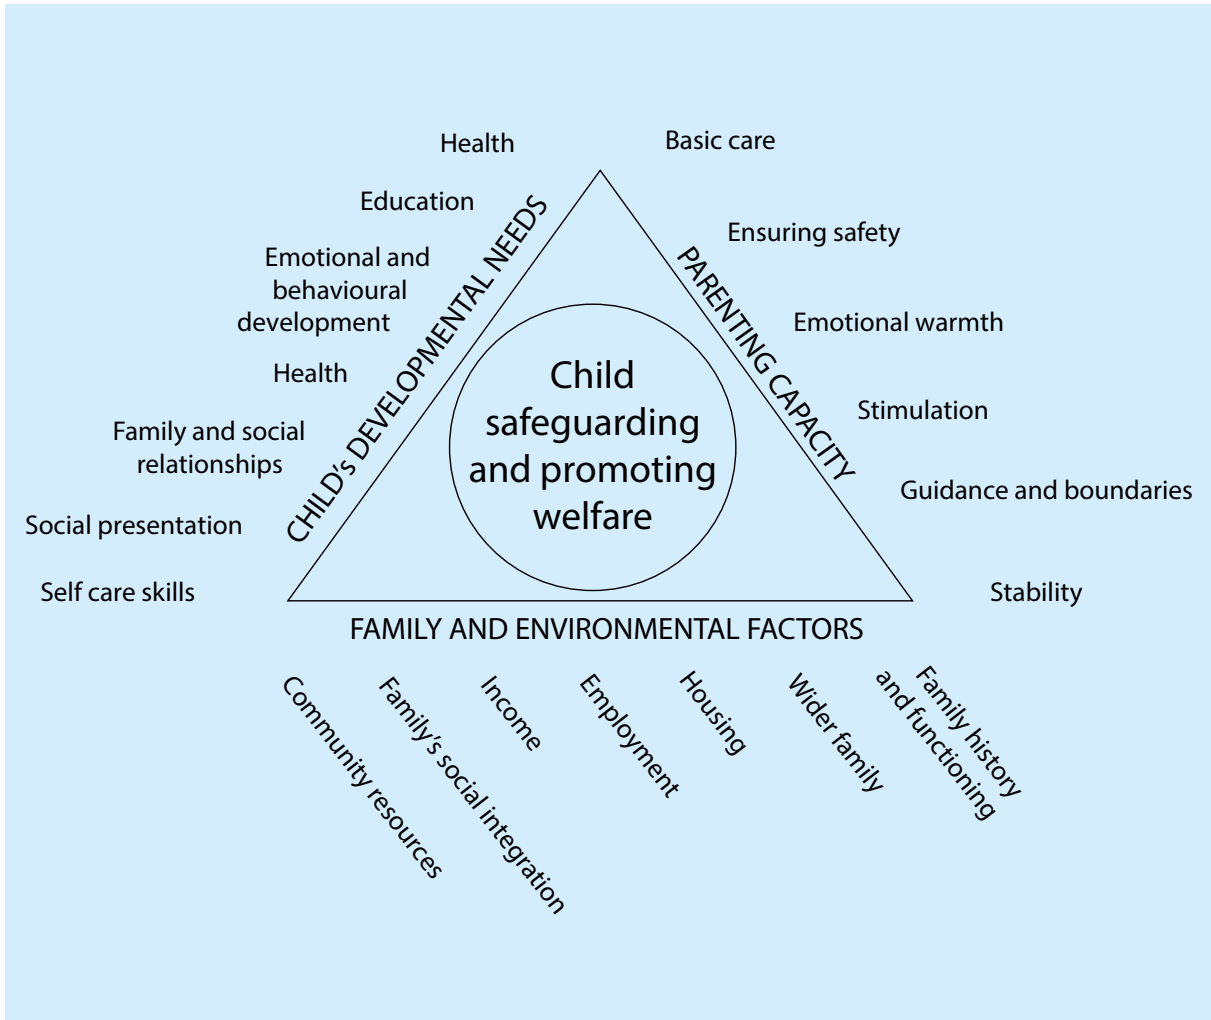 Health
Education
Emotional and
behavioural
development
Health
Family and social
relationships
Social presentation
Self care skills
CHILD's DEVELOPMENTAL NEEDS
Child
safeguarding
and promoting
welfare
PARENTING CAPACITY
Basic care
Ensuring safety
Emotional warmth
Stimulation
Guidance and boundaries
Stability
FAMILY AND ENVIRONMENTAL FACTORS
Community resources
Family's social integration
Income
Employment
Housing
Wider family
Family history
and functioning